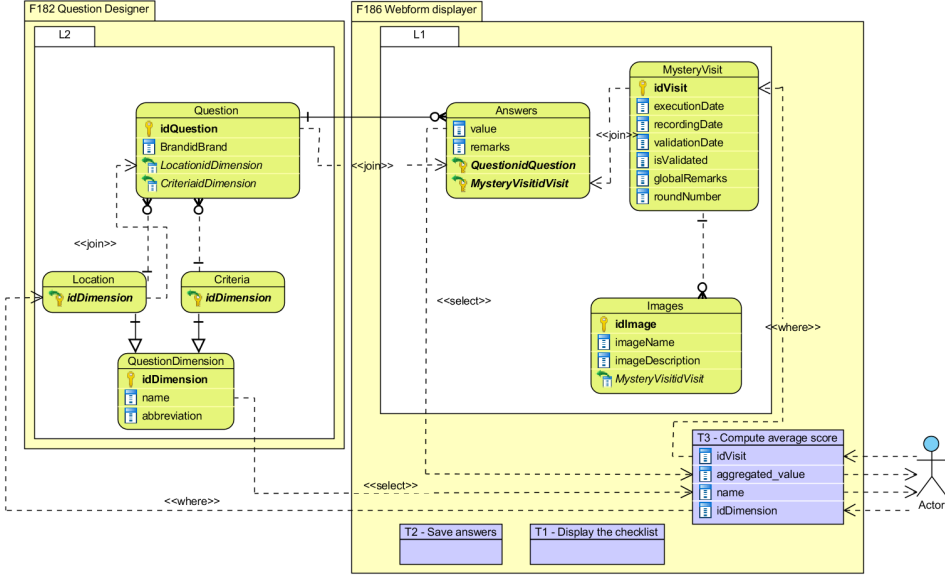 F182 Question Designer
L2
Question
idQuestion
BrandidBrand
LocationidDimension
CriteriaidDimension
<<join>>
Location
idDimension
Criteria
idDimension
QuestionDimension
idDimension
name
abbreviation
F186 Webform displayer
L1
Answers
value
remarks
QuestionidQuestion
MysteryVisitidVisit
<<join>>
<<join>>
MysteryVisit
idVisit
executionDate
recordingDate
validationDate
isValidated
globalRemarks
roundNumber
<<select>>
Images
idImage
imageName
imageDescription
MysteryVisitidVisit
<<where>>
T3 - Compute average score
idVisit
aggregated_value
name
idDimension
<<select>>
<<where>>
Actor
T2 - Save answers
T1 - Display the checklist